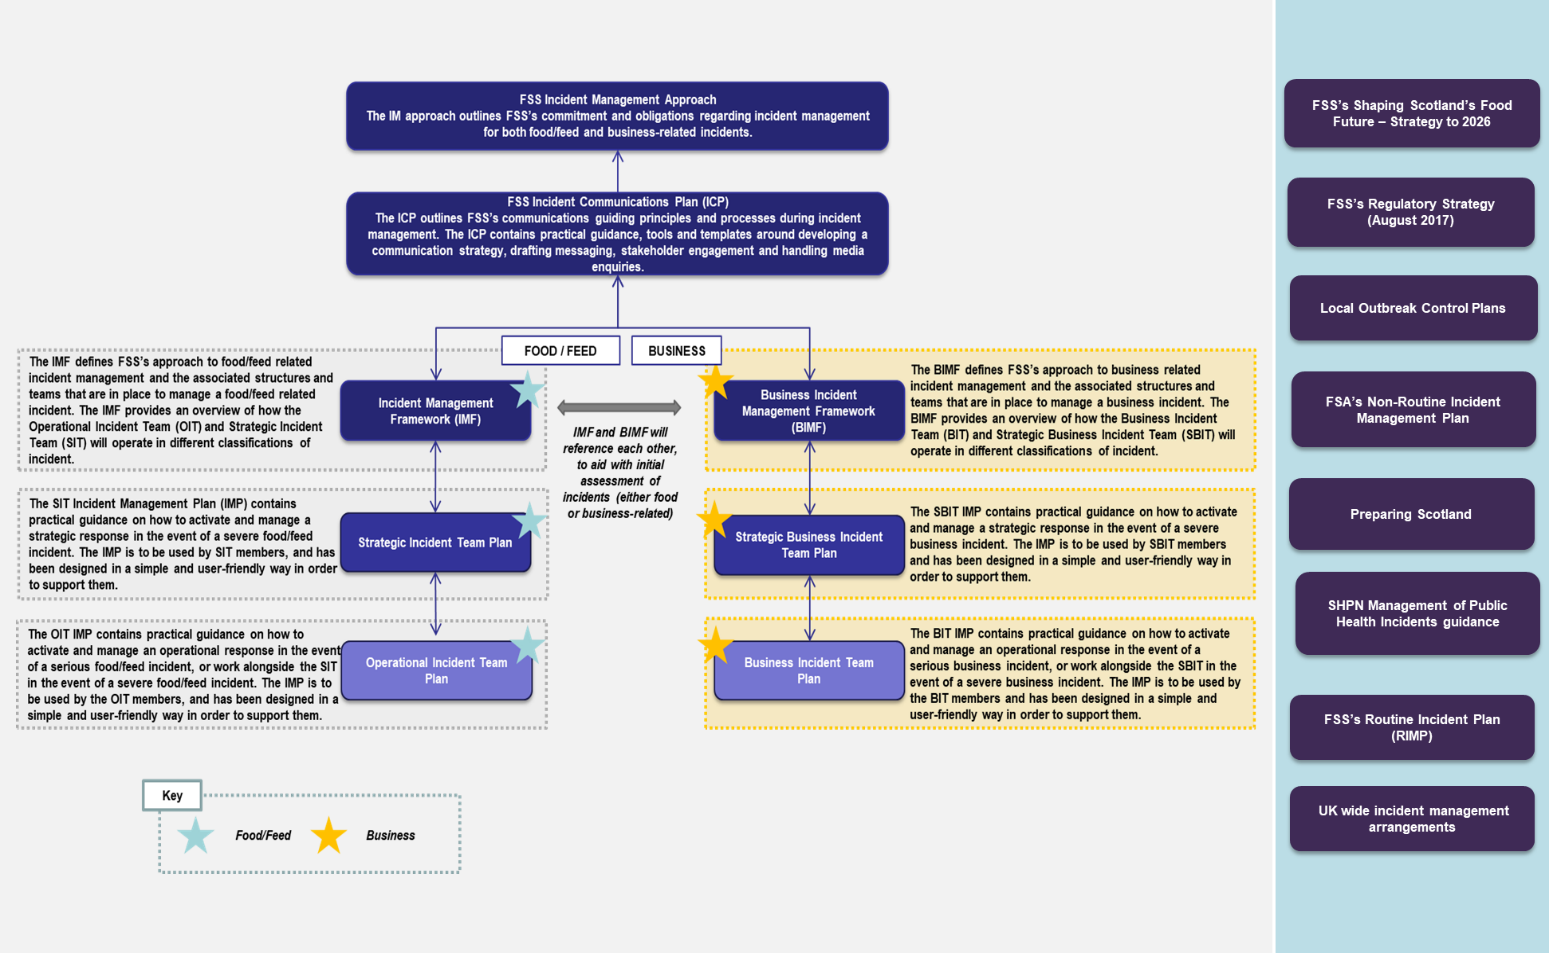 FSS Incident Management Approach
The IM approach outlines FSS's commitment and obligations regarding incident management
for both food/feed and business-related incidents.
FSS Incident Communications Plan (ICP)
The ICP outlines FSS's communications guiding principles and processes during incident
management. The ICP contains practical guidance, tools and templates around developing a
communication strategy, drafting messaging, stakeholder engagement and handling media
enquiries.
FOOD / FEED
BUSINESS
The IMF defines FSS's approach to food/feed related
incident management and the associated structures and
teams that are in place to manage a food/feed related
incident. The IMF provides an overview of how the
Operational Incident Team (OIT) and Strategic Incident
Team (SIT) will operate in different classifications of
incident.
Incident Management
Framework (IMF)
IMF and BIMF will
reference each other,
to aid with initial
assessment of
incidents (either food
or business-related)
Business Incident
Management Framework
(BIMF)
The BIMF defines FSS's approach to business related
incident management and the associated structures and
teams that are in place to manage a business incident. The
BIMF provides an overview of how the Business Incident
Team (BIT) and Strategic Business Incident Team (SBIT) will
operate in different classifications of incident.
The SIT Incident Management Plan (IMP) contains
practical guidance on how to activate and manage a
strategic response in the event of a severe food/feed
incident. The IMP is to be used by SIT members, and has
been designed in a simple and user-friendly way in order
to support them.
Strategic Incident Team Plan
Strategic Business Incident
Team Plan
The SBIT IMP contains practical guidance on how to activate
and manage a strategic response in the event of a severe
business incident. The IMP is to be used by SBIT members
and has been designed in a simple and user-friendly way in
order to support them.
The OIT IMP contains practical guidance on how to
activate and manage an operational response in the event
of a serious food/feed incident, or work alongside the SIT
in the event of a severe food/feed incident. The IMP is to
be used by the OIT members, and has been designed in a
simple and user-friendly way in order to support them.
Operational Incident Team
Plan
Business Incident Team
Plan
The BIT IMP contains practical guidance on how to activate
and manage an operational response in the event of a
serious business incident, or work alongside the SBIT in the
event of a severe business incident. The IMP is to be used by
the BIT members and has been designed in a simple and
user-friendly way in order to support them.
Key
Food/Feed
Business
FSS's Shaping Scotland's Food
Future – Strategy to 2026
FSS's Regulatory Strategy
(August 2017)
Local Outbreak Control Plans
FSA's Non-Routine Incident
Management Plan
Preparing Scotland
SHPN Management of Public
Health Incidents guidance
FSS's Routine Incident Plan
(RIMP)
UK wide incident management
arrangements